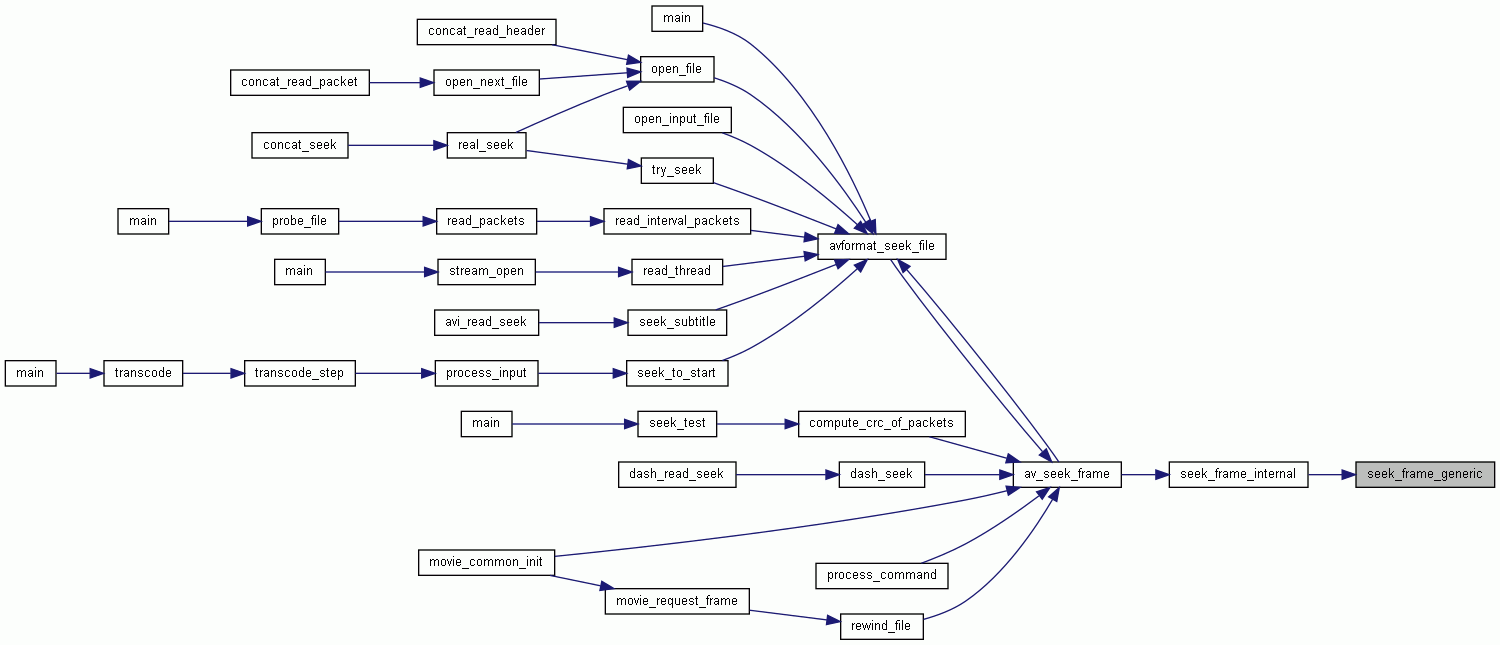 main
concat_read_header
open_file
concat_read_packet
open_next_file
open_input_file
concat_seek
real_seek
try_seek
main
probe_file
read_packets
read_interval_packets
avformat_seek_file
main
stream_open
read_thread
avi_read_seek
seek_subtitle
main
transcode
transcode_step
process_input
seek_to_start
main
seek_test
compute_crc_of_packets
dash_read_seek
dash_seek
av_seek_frame
seek_frame_internal
seek_frame_generic
movie_common_init
process_command
movie_request_frame
rewind_file